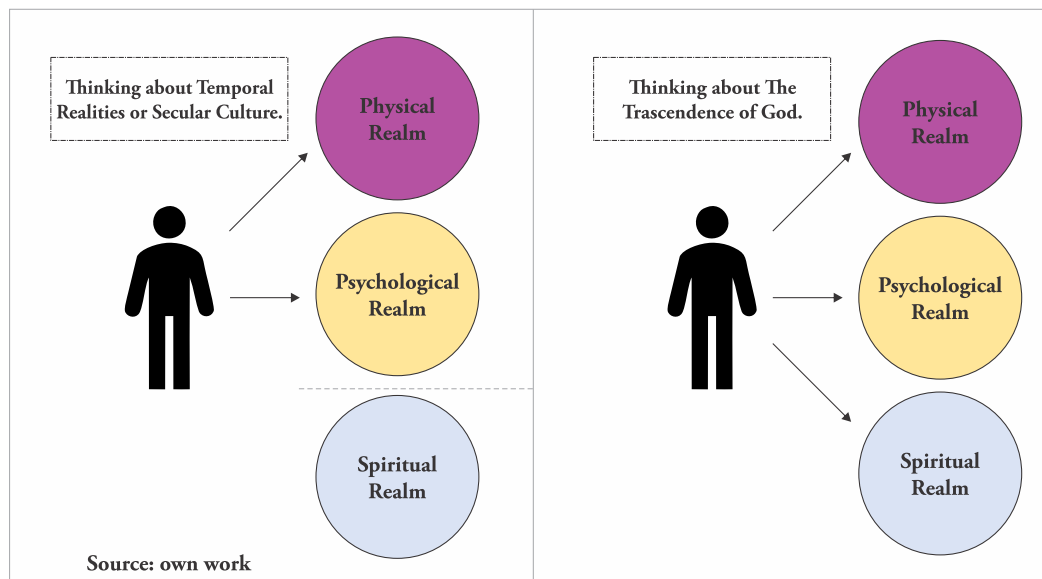 Thinking about Temporal
Realities or Secular Culture.
Physical
Realm
Psychological
Realm
Spiritual
Realm
Source: own work
Thinking about The
Trascendence of God.
Physical
Realm
Psychological
Realm
Spiritual
Realm